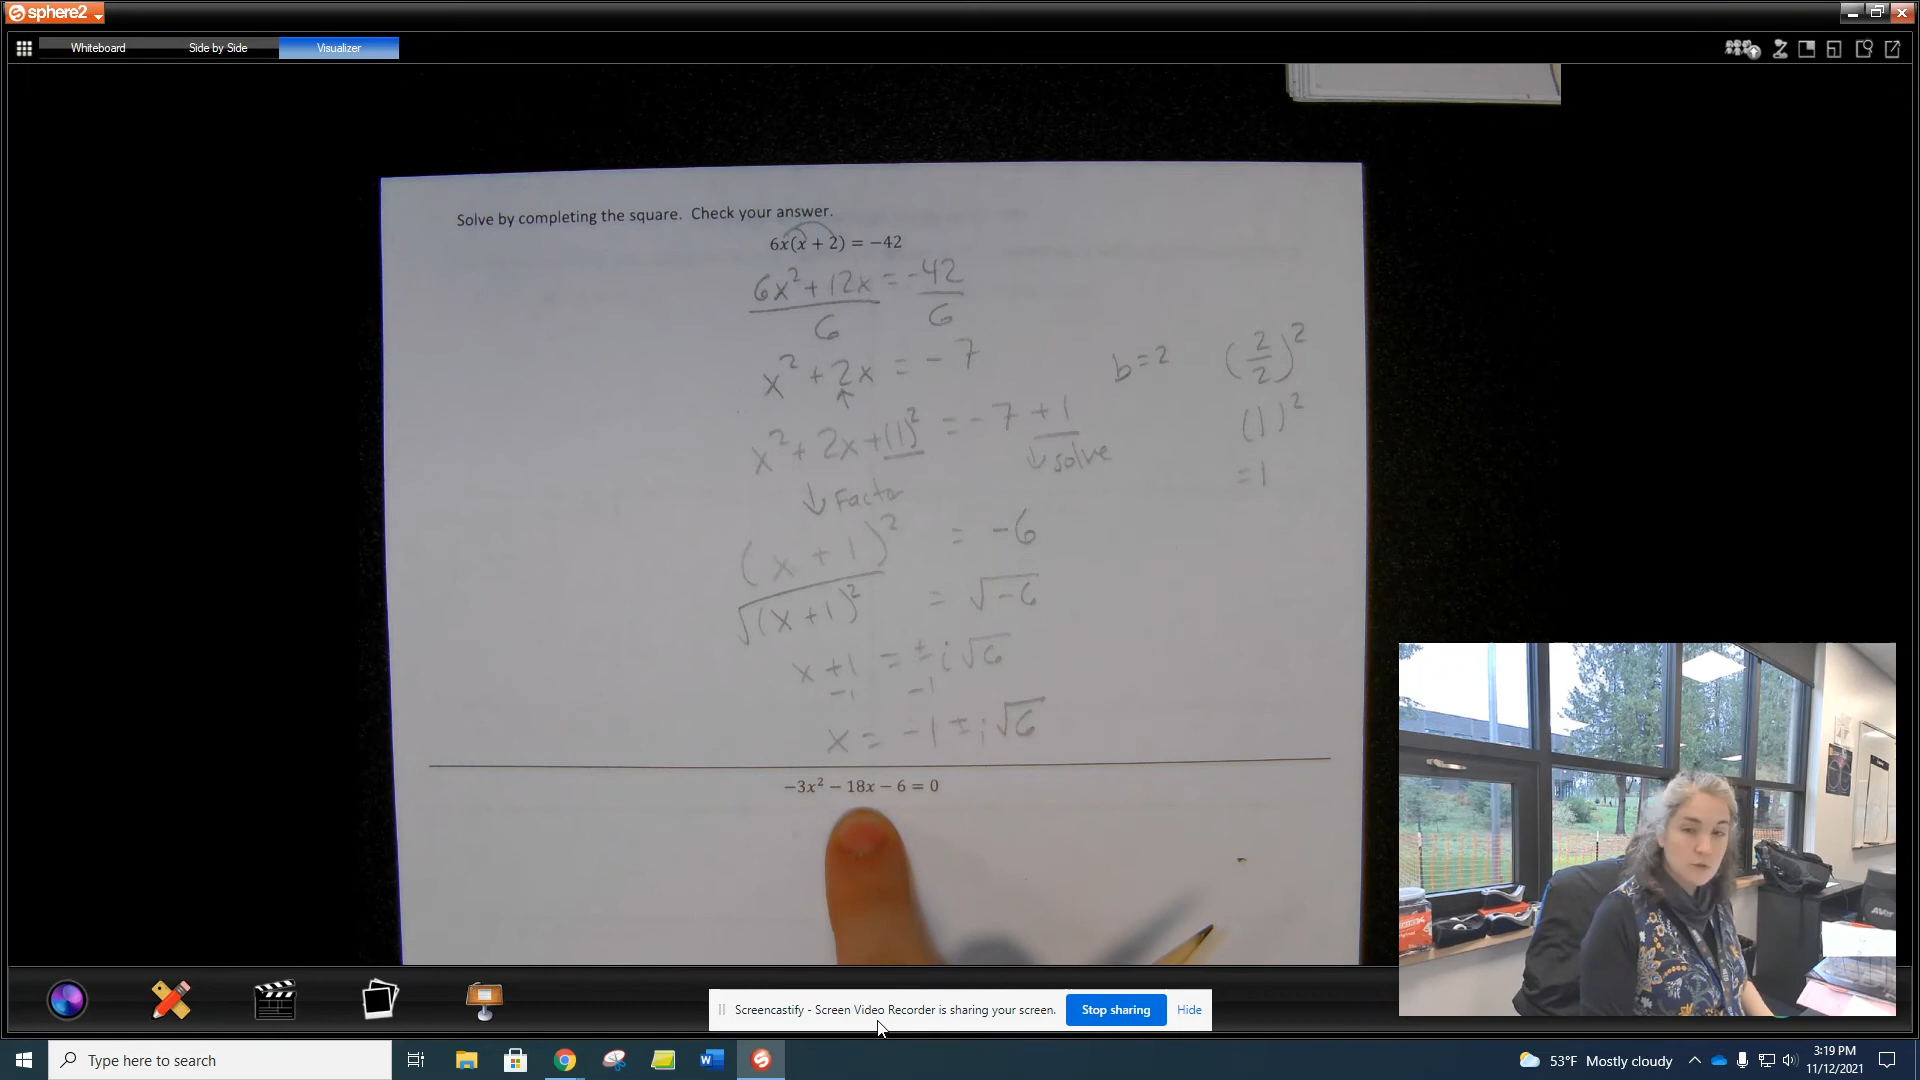 sphere2
Whiteboard Side by Side Visualizer
Solve by completing the square. Check your answer.
6x(x + 2) = −42
6x² + 12x = -42
6 6
x² + 2x = -7
b=2 (2/2)²
x² + 2x + (1)² = -7 + 1
(1)²
↓ solve
= 1
↓ Factor
(x + 1)² = -6
√(x+1)² = √-6
x + 1 = ± i√6
-1 -1
x = -1 ± i√6
−3x² − 18x − 6 = 0
AVer
Screencastify - Screen Video Recorder is sharing your screen. Stop sharing Hide
Type here to search
53°F Mostly cloudy
3:19 PM
11/12/2021